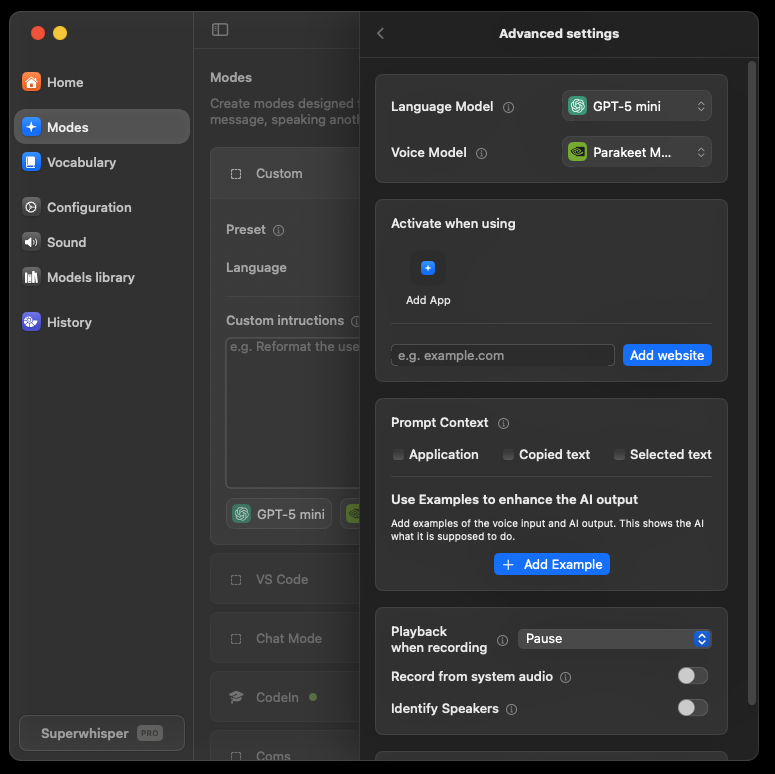 Home
Modes
Vocabulary
Configuration
Sound
Models library
History
Superwhisper PRO
Modes
Create modes designed
message, speaking anoth
Custom
Preset
Language
Custom intructions
e.g. Reformat the use
GPT-5 mini
VS Code
Chat Mode
CodeIn
Coms
Advanced settings
Language Model
GPT-5 mini
Voice Model
Parakeet M...
Activate when using
Add App
e.g. example.com
Add website
Prompt Context
Application
Copied text
Selected text
Use Examples to enhance the AI output
Add examples of the voice input and AI output. This shows the AI
what it is supposed to do.
Add Example
Playback
when recording
Pause
Record from system audio
Identify Speakers